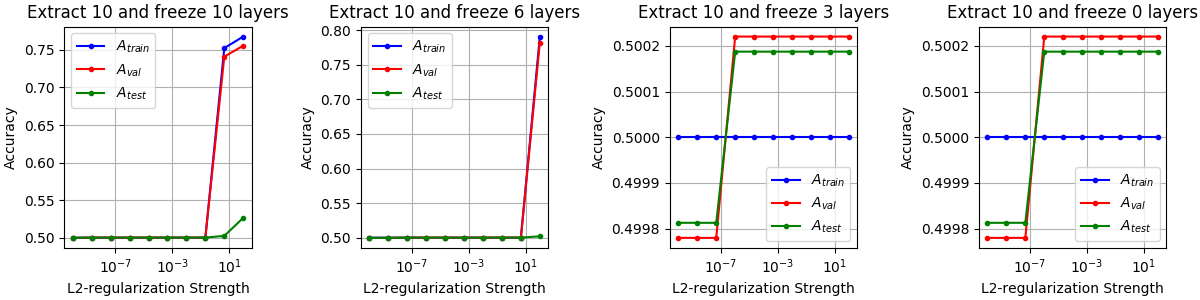 Extract 10 and freeze 10 layers
Accuracy
0.75
0.70
0.65
0.60
0.55
0.50
A_train
A_val
A_test
10^-7
10^-3
10^1
L2-regularization Strength
Extract 10 and freeze 6 layers
Accuracy
0.80
0.75
0.70
0.65
0.60
0.55
0.50
A_train
A_val
A_test
10^-7
10^-3
10^1
L2-regularization Strength
Extract 10 and freeze 3 layers
Accuracy
0.5002
0.5001
0.5000
0.4999
0.4998
A_train
A_val
A_test
10^-7
10^-3
10^1
L2-regularization Strength
Extract 10 and freeze 0 layers
Accuracy
0.5002
0.5001
0.5000
0.4999
0.4998
A_train
A_val
A_test
10^-7
10^-3
10^1
L2-regularization Strength